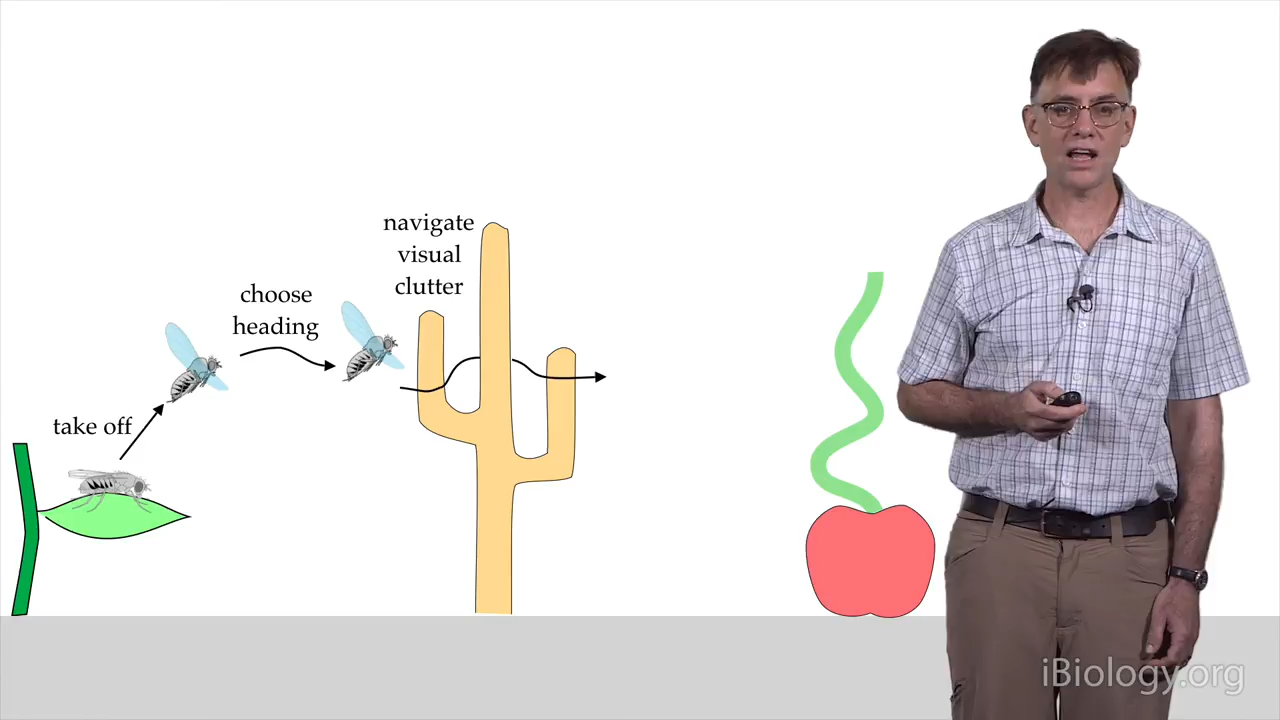 navigate
visual
clutter
choose
heading
take off
iBiology.org